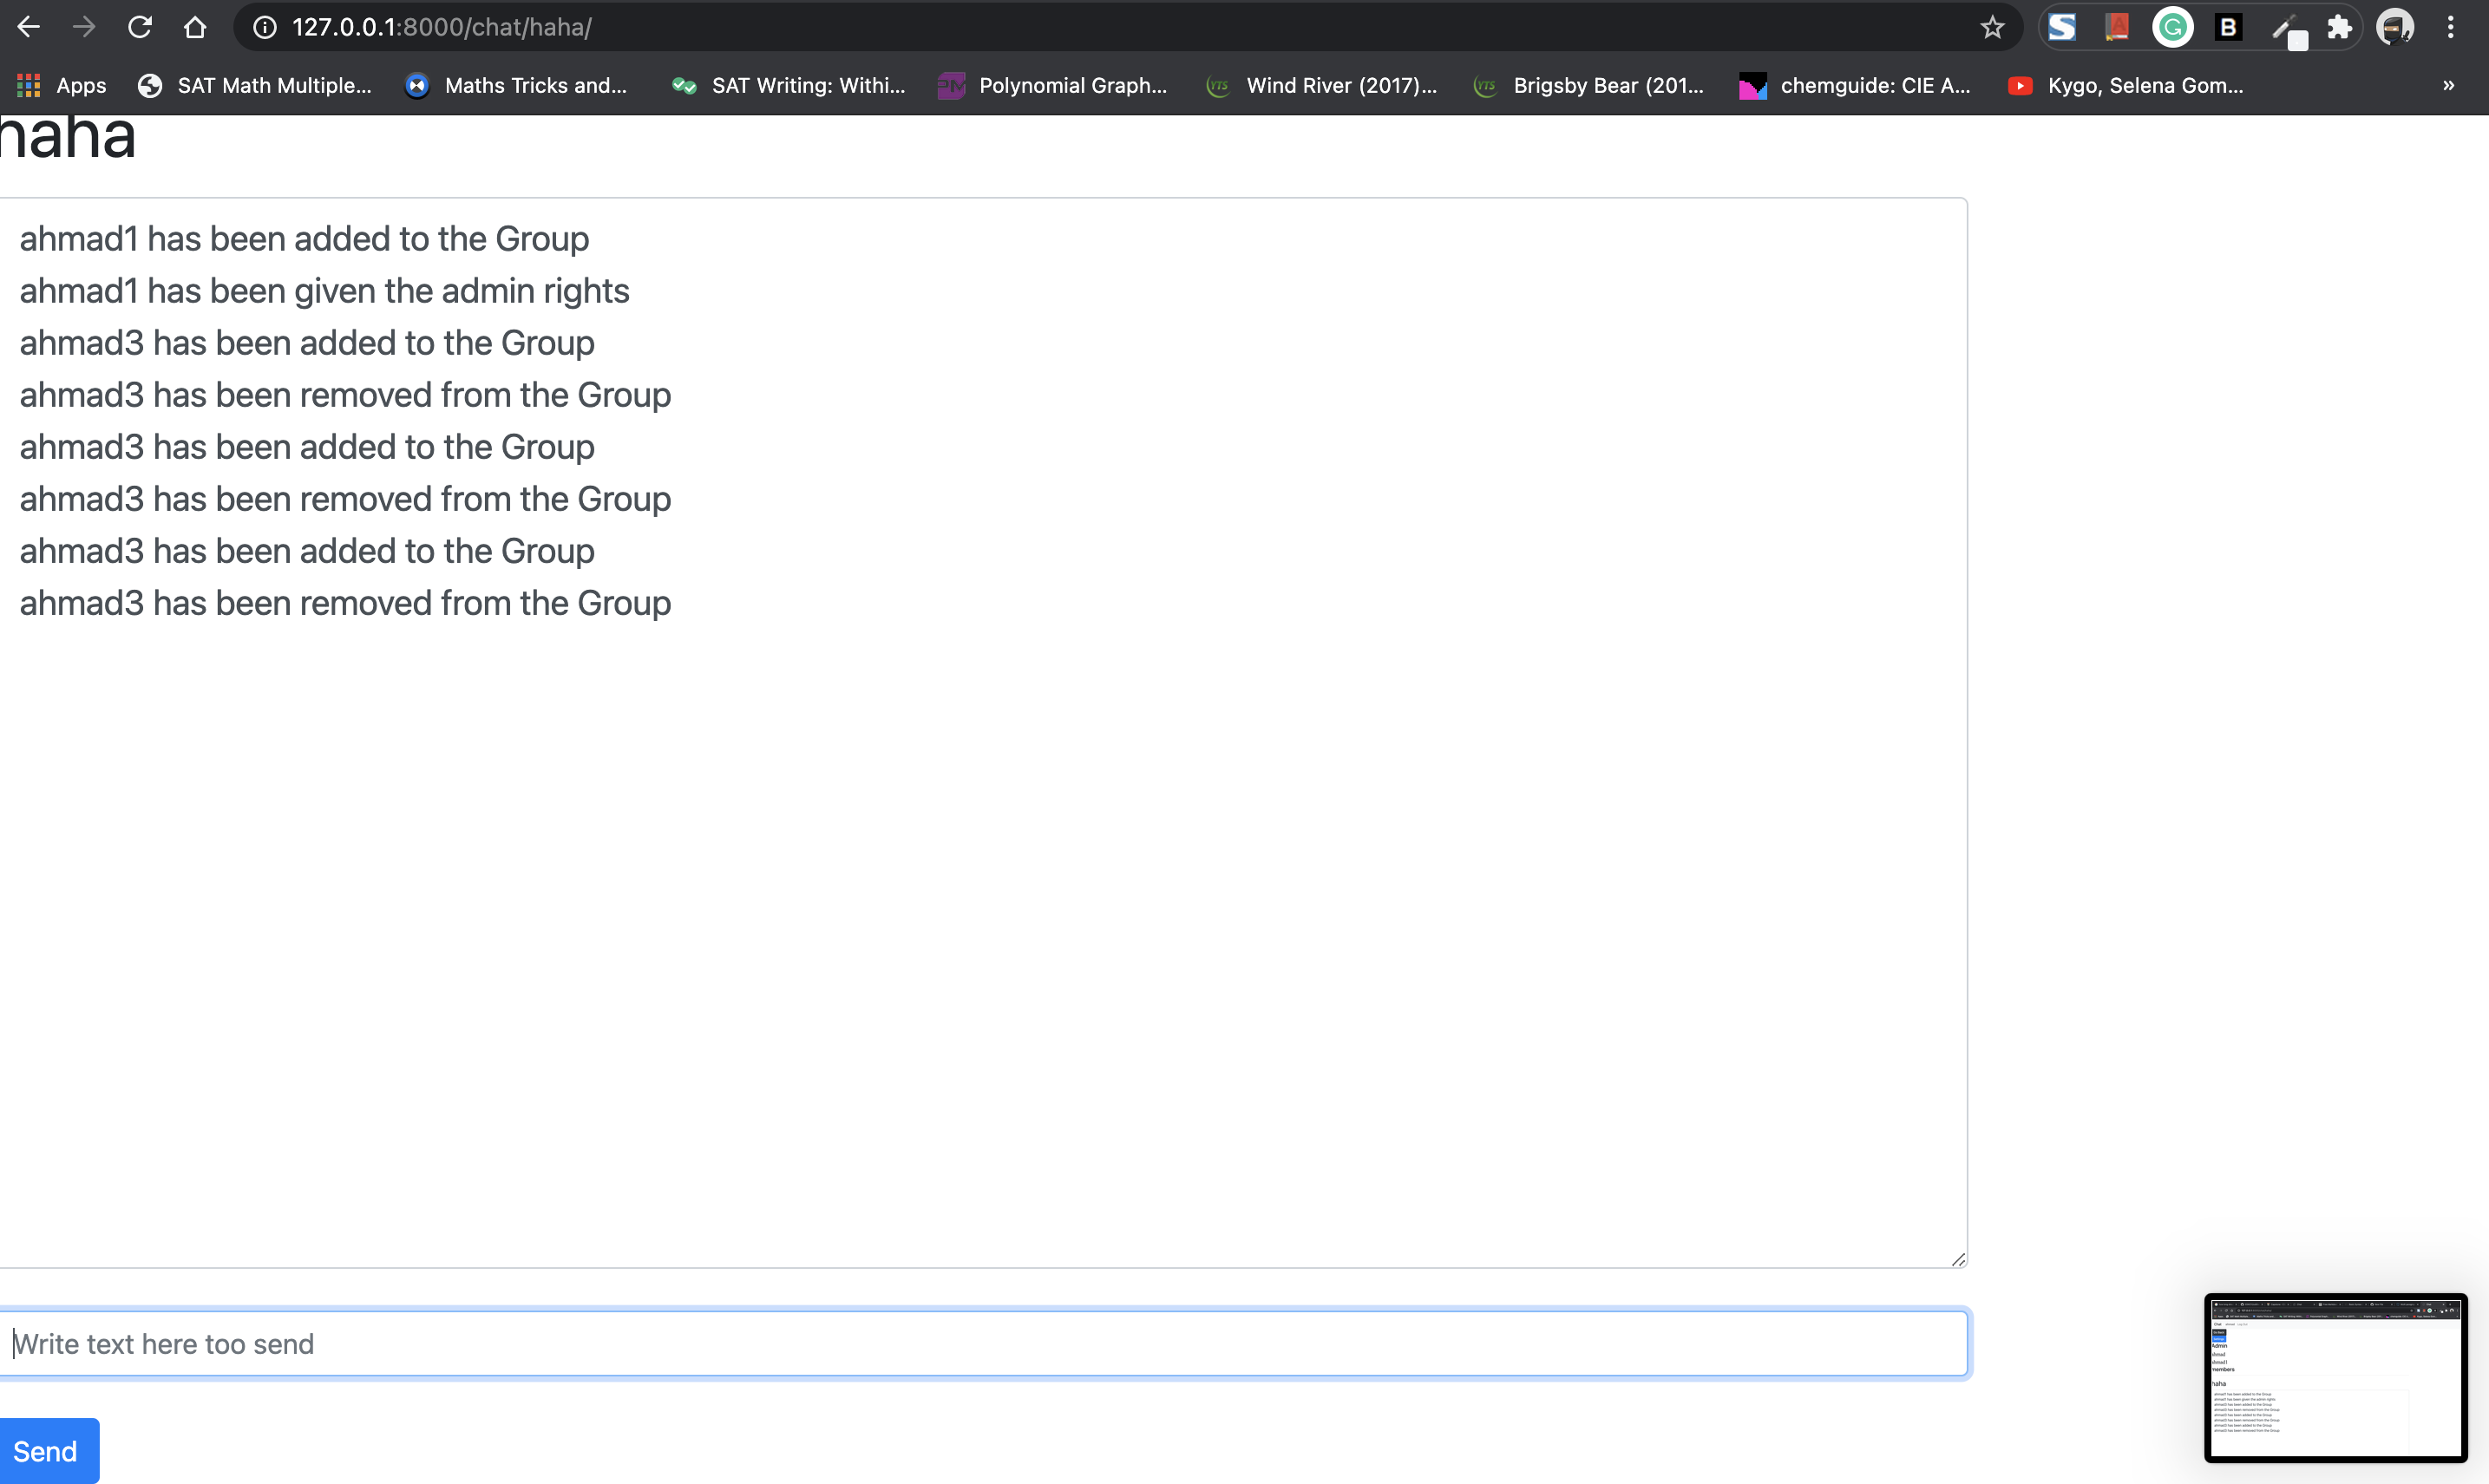 127.0.0.1:8000/chat/haha/
Apps SAT Math Multiple... Maths Tricks and... SAT Writing: Withi... Polynomial Graph... Wind River (2017)... Brigsby Bear (201... chemguide: CIE A... Kygo, Selena Gom... »
haha
ahmad1 has been added to the Group
ahmad1 has been given the admin rights
ahmad3 has been added to the Group
ahmad3 has been removed from the Group
ahmad3 has been added to the Group
ahmad3 has been removed from the Group
ahmad3 has been added to the Group
ahmad3 has been removed from the Group
Write text here too send
Send